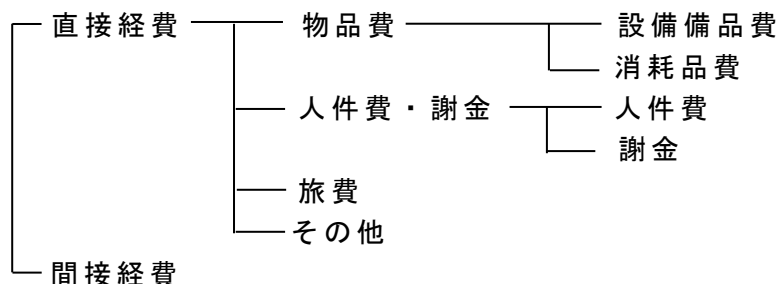 直接経費 物品費 設備備品費
消耗品費
人件費・謝金 人件費
謝金
旅費
その他
間接経費